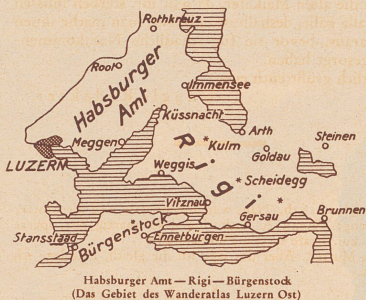 Rothkreuz
Root
Habsburger
Amt
Immensee
Küssnacht
Meggen
Arth
Kulm
Steinen
Goldau
LUZERN
Weggis
Rigi
Scheidegg
Vitznau
Gersau
Brunnen
Bürgenstock
Stansstaad
Ennetbürgen
Habsburger Amt — Rigi — Bürgenstock
(Das Gebiet des Wanderatlas Luzern Ost)